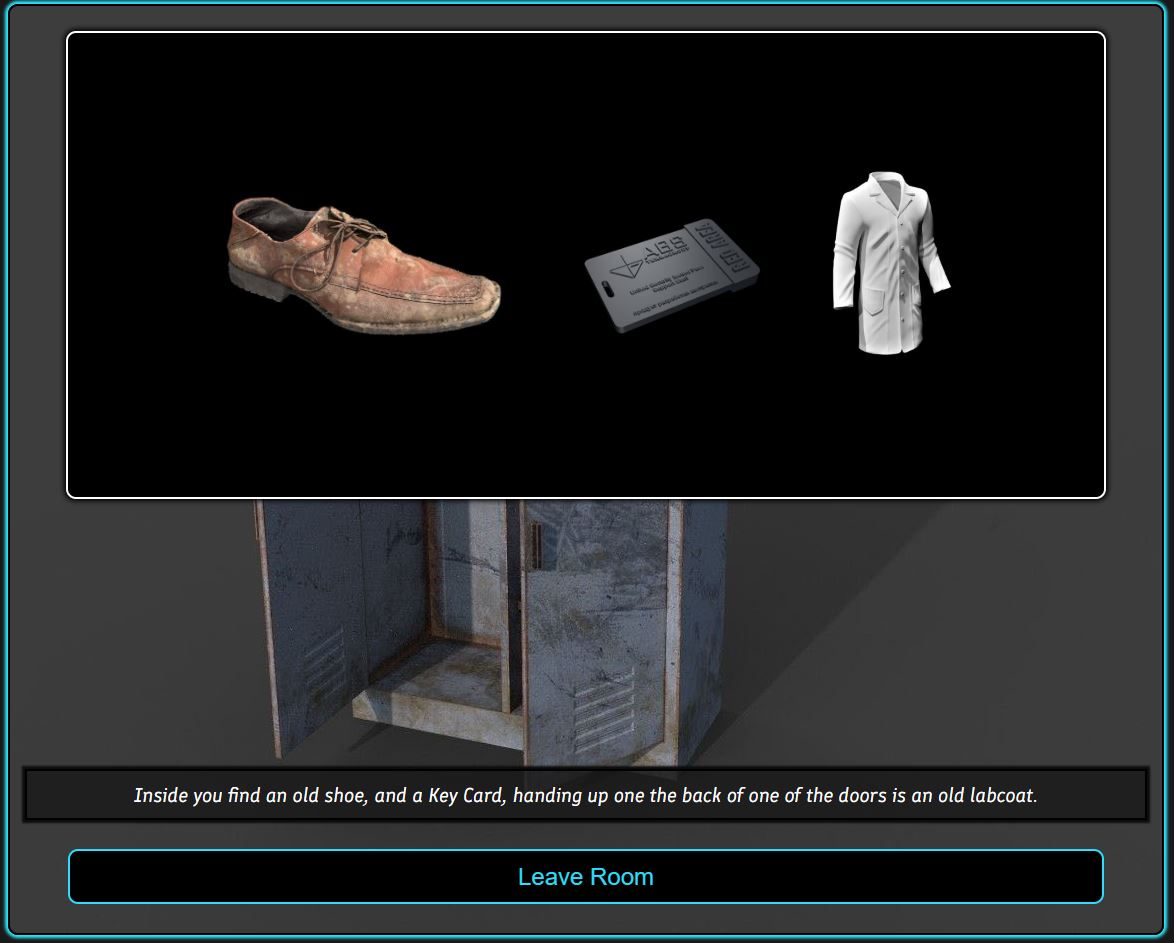 ABS
Inside you find an old shoe, and a Key Card, handing up one the back of one of the doors is an old labcoat.
Leave Room